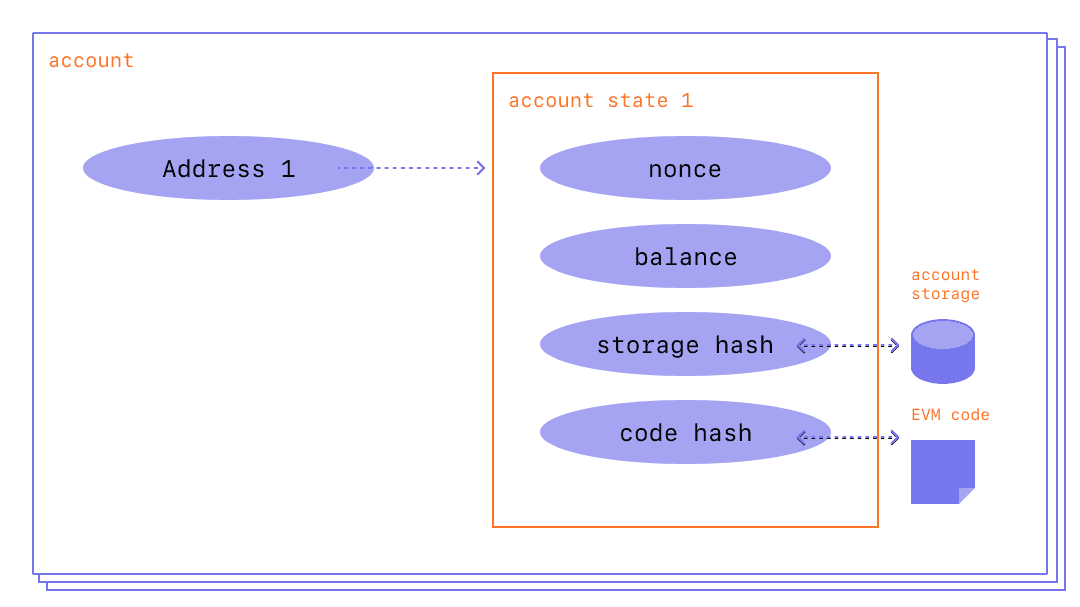 account
account state 1
Address 1
nonce
balance
storage hash
code hash
account
storage
EVM code